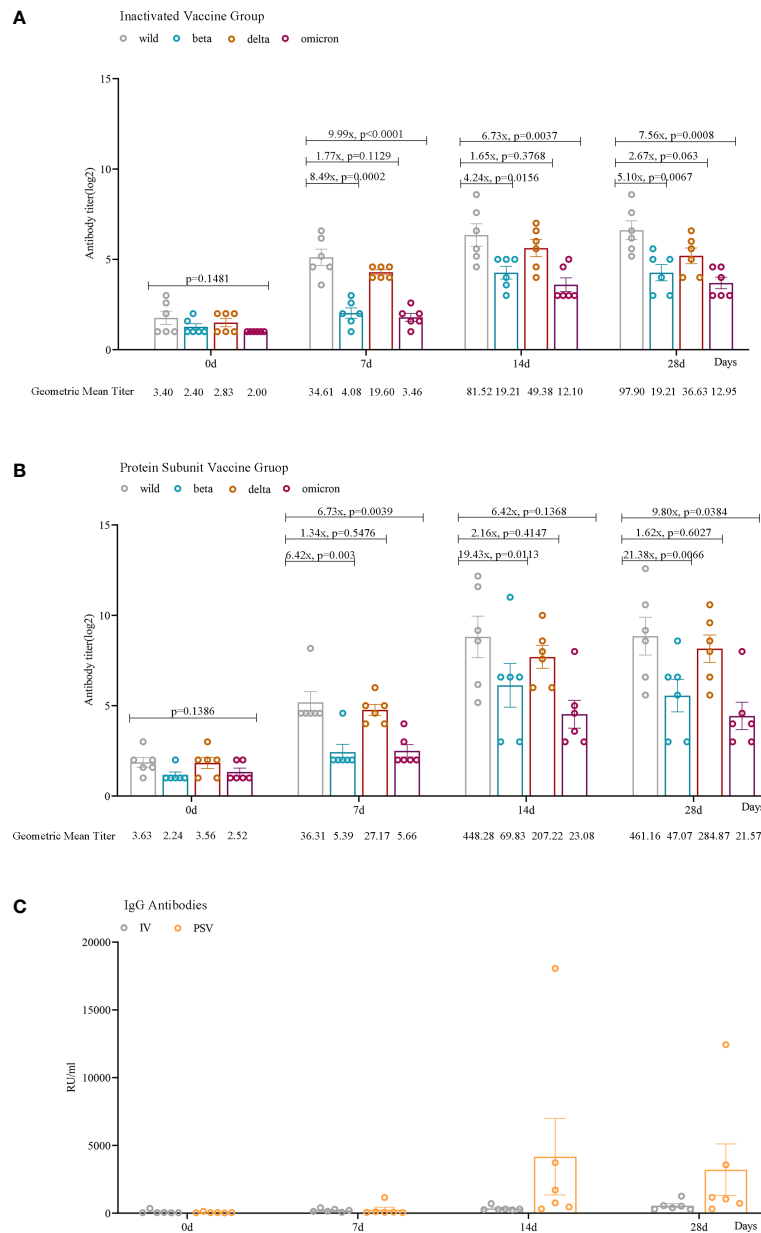 A
Inactivated Vaccine Group
wild beta delta omicron
15
10
5
0
Antibody titer(log2)
p=0.1481
9.99x, p<0.0001
1.77x, p=0.1129
8.49x, p=0.0002
6.73x, p=0.0037
1.65x, p=0.3768
4.24x, p=0.0156
7.56x, p=0.0008
2.67x, p=0.063
5.10x, p=0.0067
0d 7d 14d 28d Days
Geometric Mean Titer 3.40 2.40 2.83 2.00 34.61 4.08 19.60 3.46 81.52 19.21 49.38 12.10 97.90 19.21 36.63 12.95
B
Protein Subunit Vaccine Gruop
wild beta delta omicron
15
10
5
0
Antibody titer(log2)
p=0.1386
6.73x, p=0.0039
1.34x, p=0.5476
6.42x, p=0.003
6.42x, p=0.1368
2.16x, p=0.4147
19.43x, p=0.0113
9.80x, p=0.0384
1.62x, p=0.6027
21.38x, p=0.0066
0d 7d 14d 28d Days
Geometric Mean Titer 3.63 2.24 3.56 2.52 36.31 5.39 27.17 5.66 448.28 69.83 207.22 23.08 461.16 47.07 284.87 21.57
C
IgG Antibodies
IV PSV
20000
15000
10000
5000
0
RU/ml
0d 7d 14d 28d Days